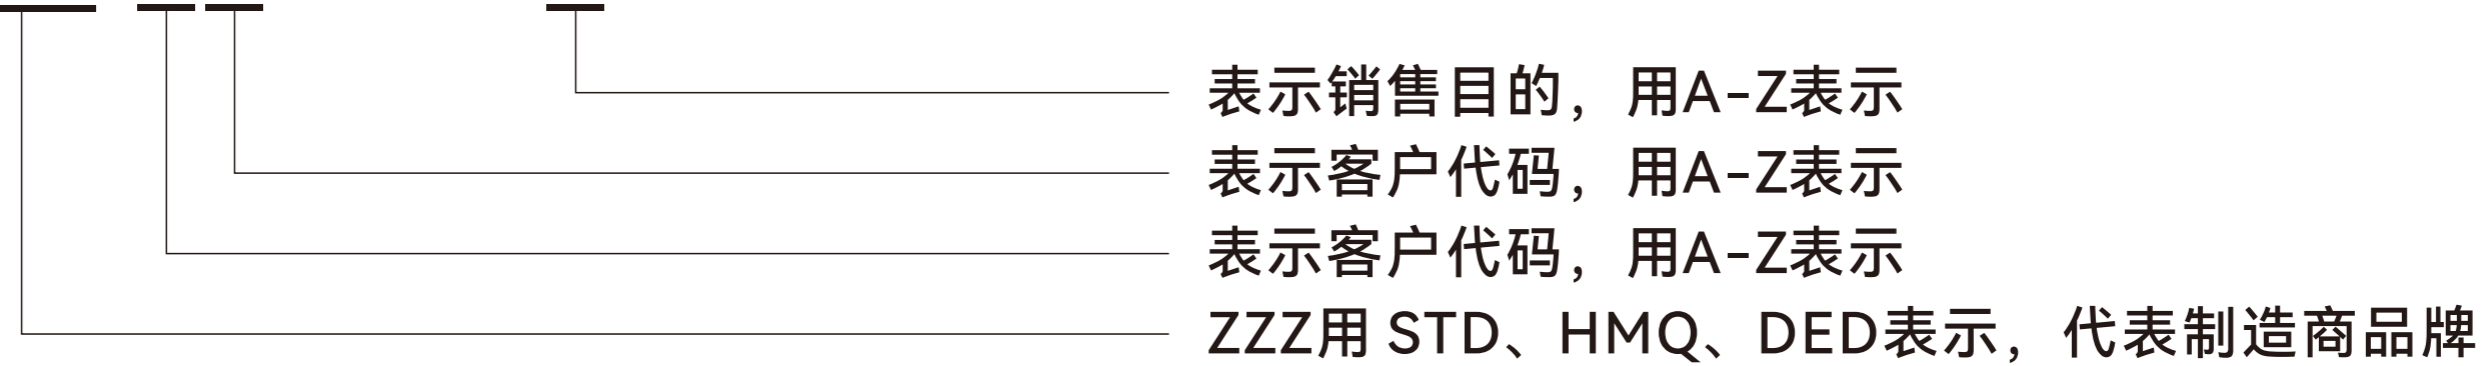 表示销售目的，用A-Z表示
表示客户代码，用A-Z表示
表示客户代码，用A-Z表示
ZZZ用 STD、HMQ、DED表示，代表制造商品牌